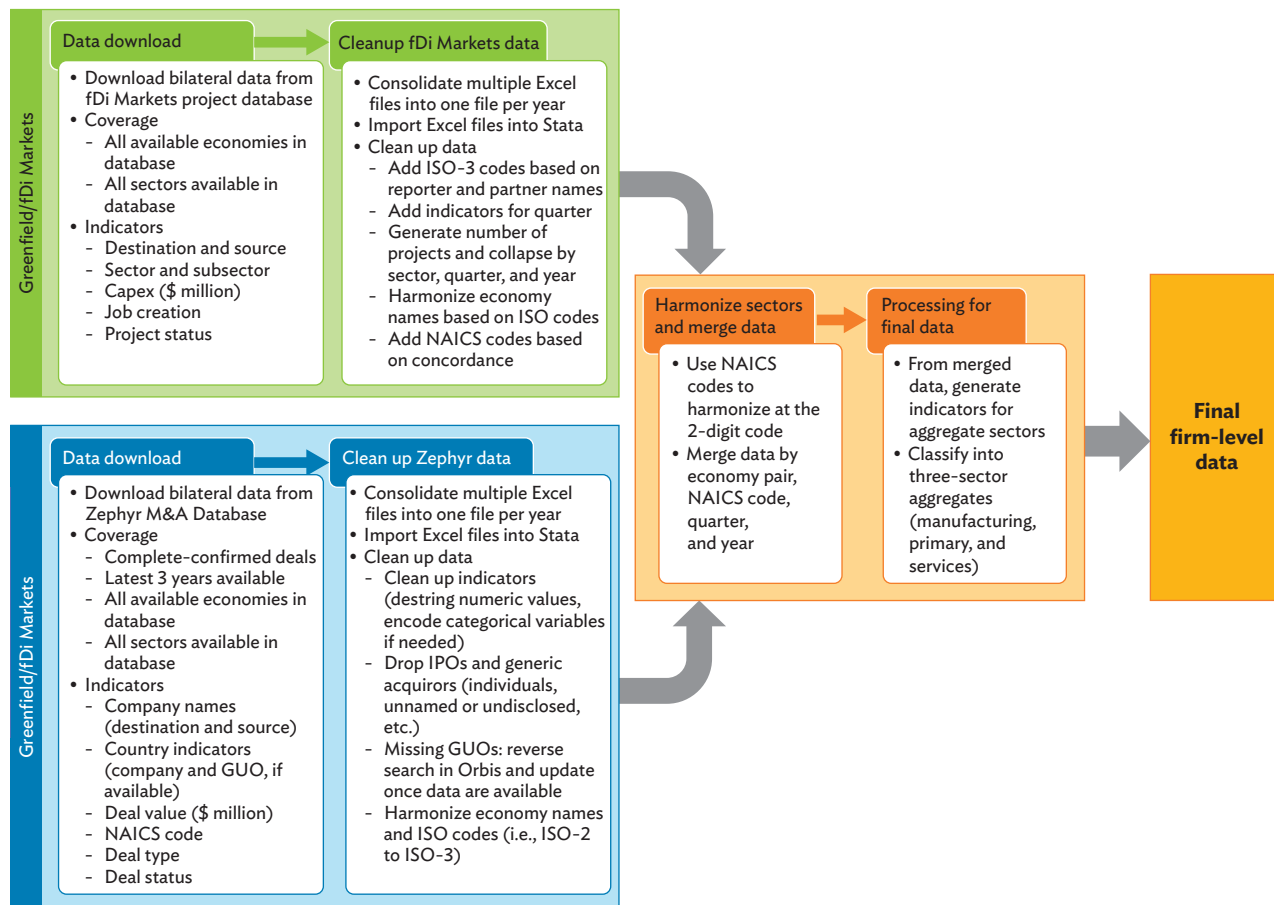 Greenfield/fDi Markets
Data download
• Download bilateral data from
fDi Markets project database
• Coverage
- All available economies in
database
- All sectors available in
database
• Indicators
- Destination and source
- Sector and subsector
- Capex ($ million)
- Job creation
- Project status
Cleanup fDi Markets data
• Consolidate multiple Excel
files into one file per year
• Import Excel files into Stata
• Clean up data
- Add ISO-3 codes based on
reporter and partner names
- Add indicators for quarter
- Generate number of
projects and collapse by
sector, quarter, and year
- Harmonize economy
names based on ISO codes
- Add NAICS codes based
on concordance
Greenfield/fDi Markets
Data download
• Download bilateral data from
Zephyr M&A Database
• Coverage
- Complete-confirmed deals
- Latest 3 years available
- All available economies in
database
- All sectors available in
database
• Indicators
- Company names
(destination and source)
- Country indicators
(company and GUO, if
available)
- Deal value ($ million)
- NAICS code
- Deal type
- Deal status
Clean up Zephyr data
• Consolidate multiple Excel
files into one file per year
• Import Excel files into Stata
• Clean up data
- Clean up indicators
(destring numeric values,
encode categorical variables
if needed)
- Drop IPOs and generic
acquirors (individuals,
unnamed or undisclosed,
etc.)
- Missing GUOs: reverse
search in Orbis and update
once data are available
- Harmonize economy names
and ISO codes (i.e., ISO-2
to ISO-3)
Harmonize sectors
and merge data
• Use NAICS
codes to
harmonize at the
2-digit code
• Merge data by
economy pair,
NAICS code,
quarter,
and year
Processing for
final data
• From merged
data, generate
indicators for
aggregate sectors
• Classify into
three-sector
aggregates
(manufacturing,
primary, and
services)
Final
firm-level
data